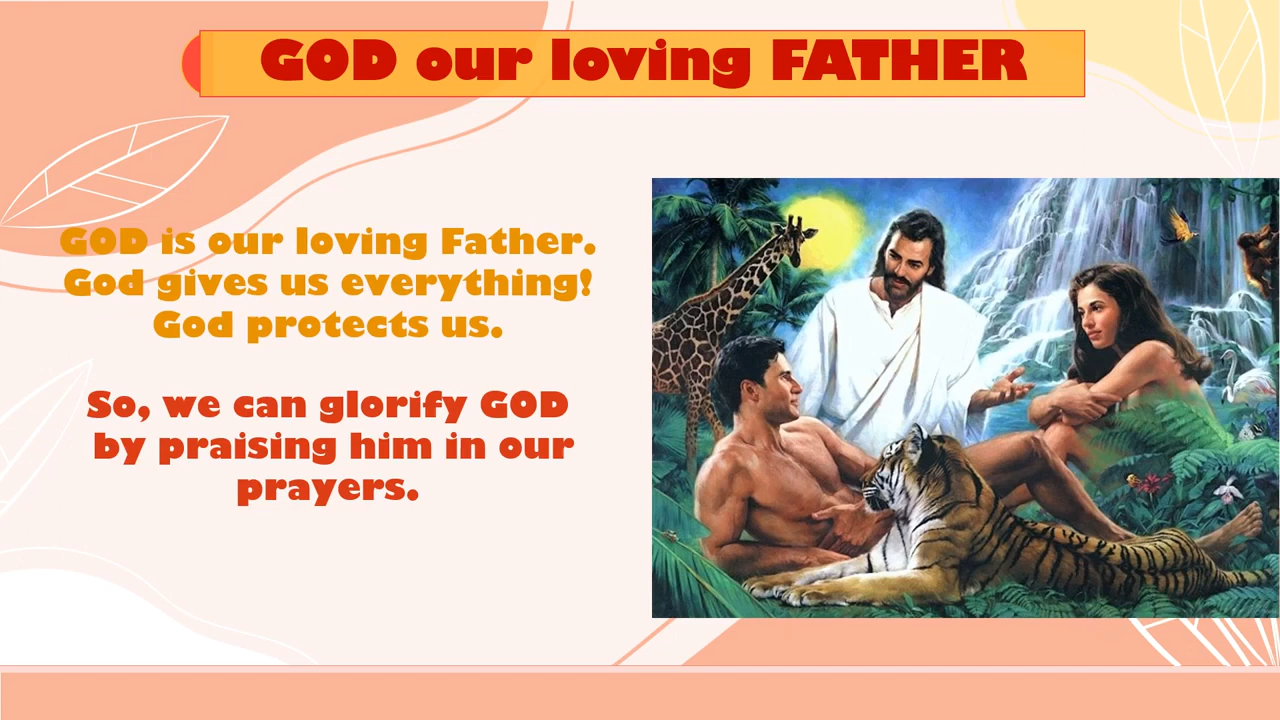 GOD our loving FATHER
GOD is our loving Father.
God gives us everything!
God protects us.
So, we can glorify GOD
by praising him in our
prayers.